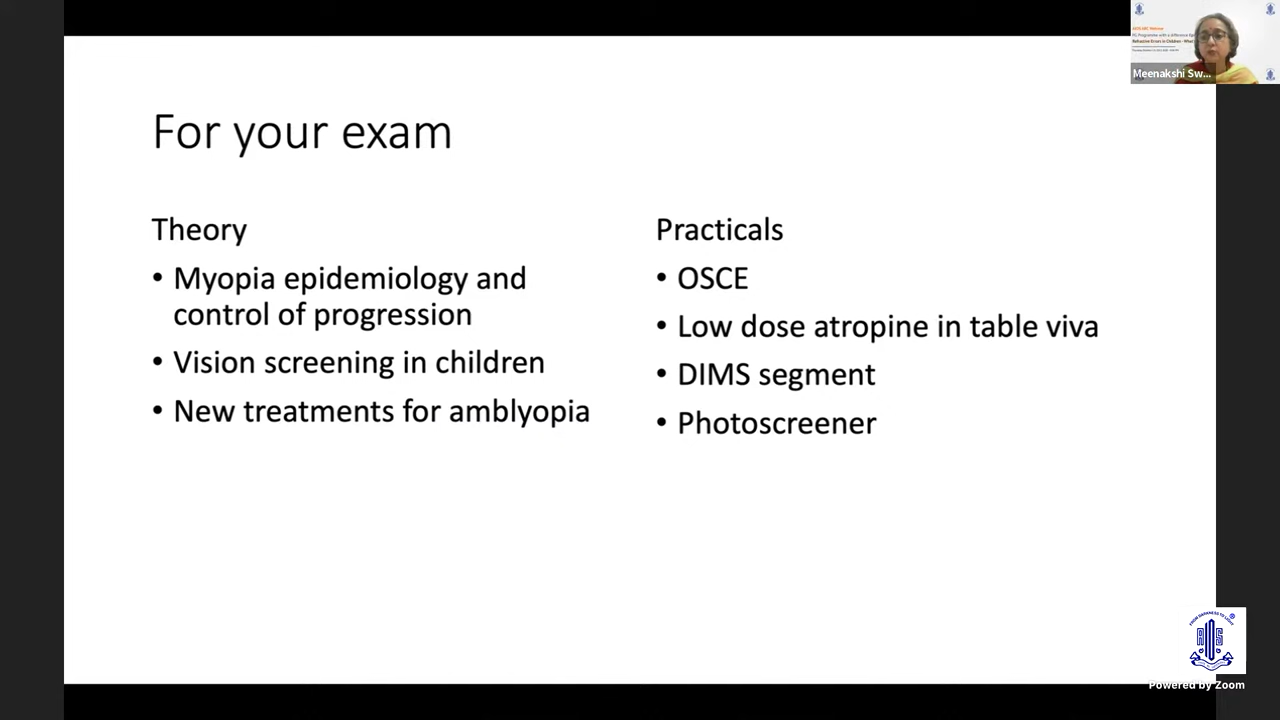 For your exam
Theory
• Myopia epidemiology and
control of progression
• Vision screening in children
• New treatments for amblyopia
Practicals
• OSCE
• Low dose atropine in table viva
• DIMS segment
• Photoscreener
Meenakshi Sw...
Powered by Zoom